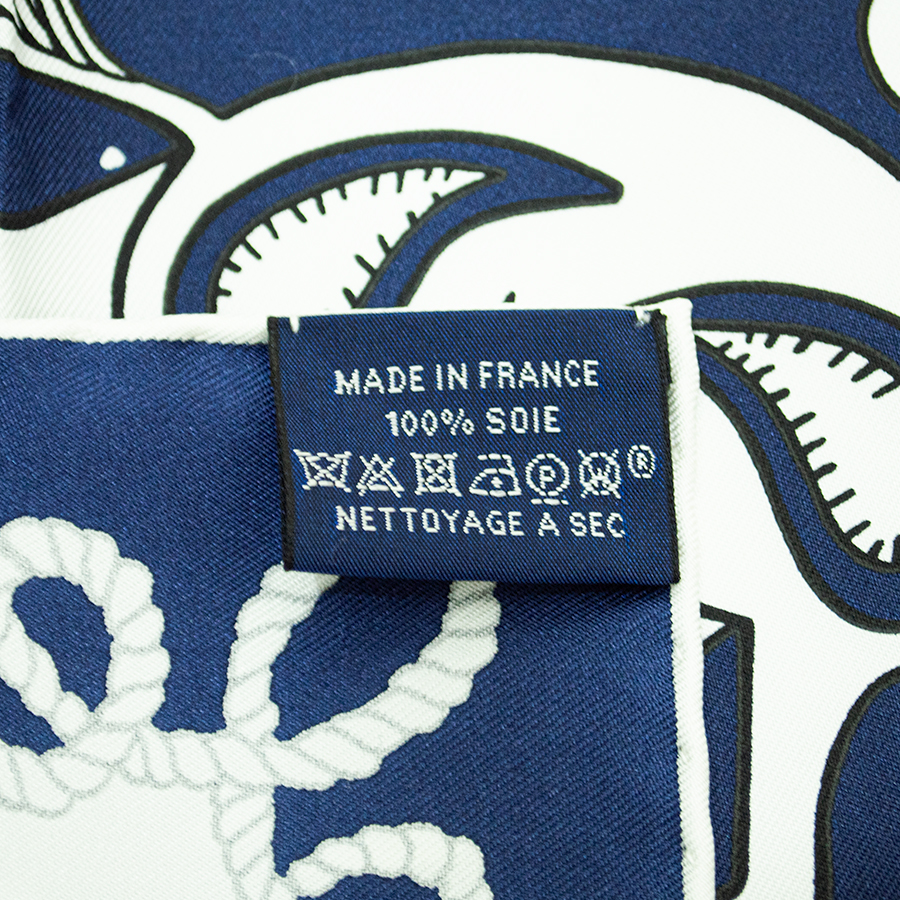 MADE IN FRANCE
100% SOIE
P W ®
NETTOYAGE A SEC